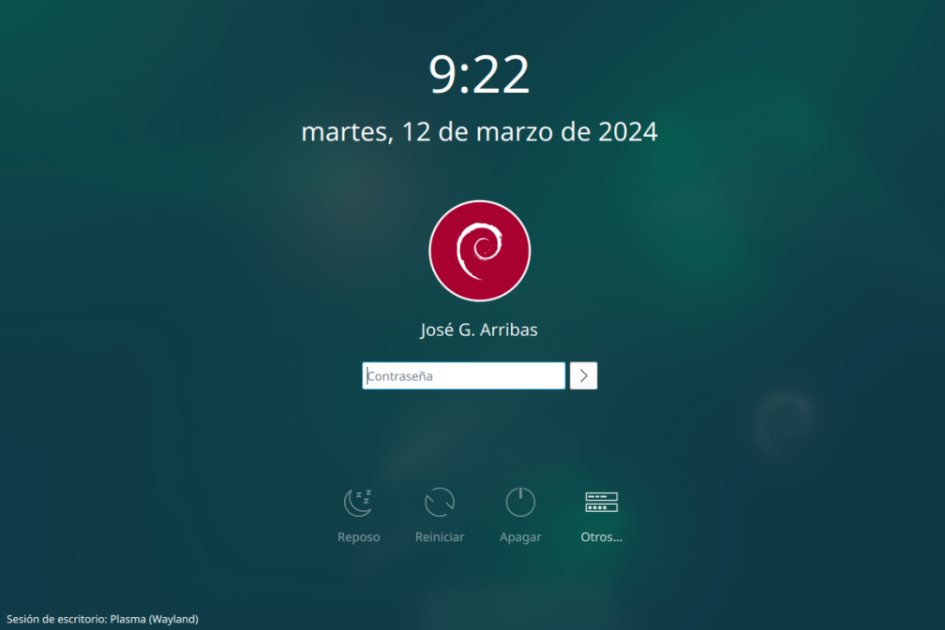 9:22
martes, 12 de marzo de 2024
José G. Arribas
Contraseña
Reposo Reiniciar Apagar Otros...
Sesión de escritorio: Plasma (Wayland)